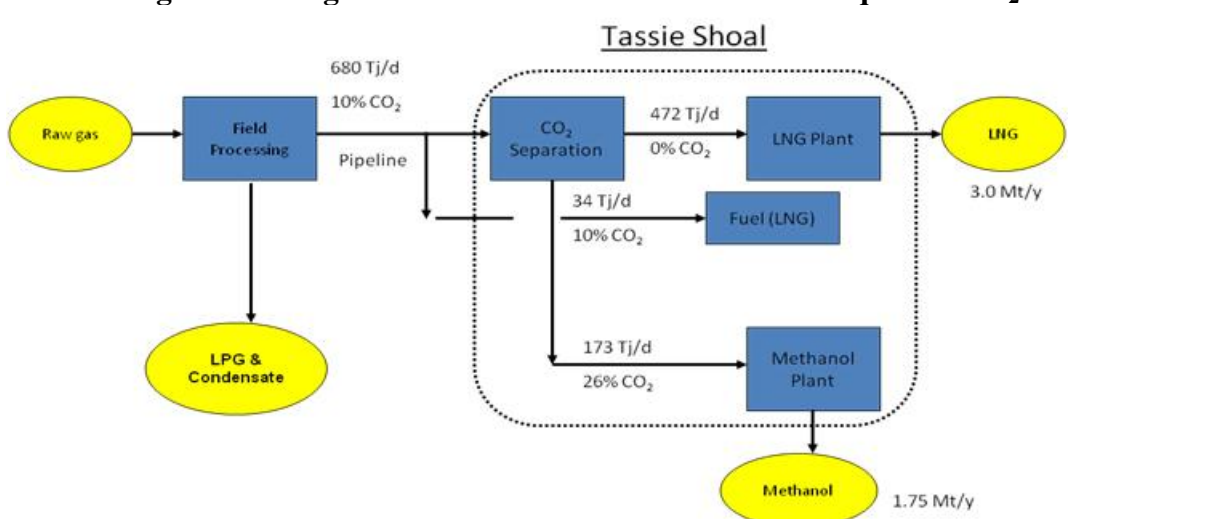 Tassie Shoal
680 Tj/d
10% CO₂
Pipeline
Raw gas
Field
Processing
CO₂
Separation
472 Tj/d
0% CO₂
LNG Plant
LNG
3.0 Mt/y
34 Tj/d
10% CO₂
Fuel (LNG)
LPG &
Condensate
173 Tj/d
26% CO₂
Methanol
Plant
Methanol
1.75 Mt/y